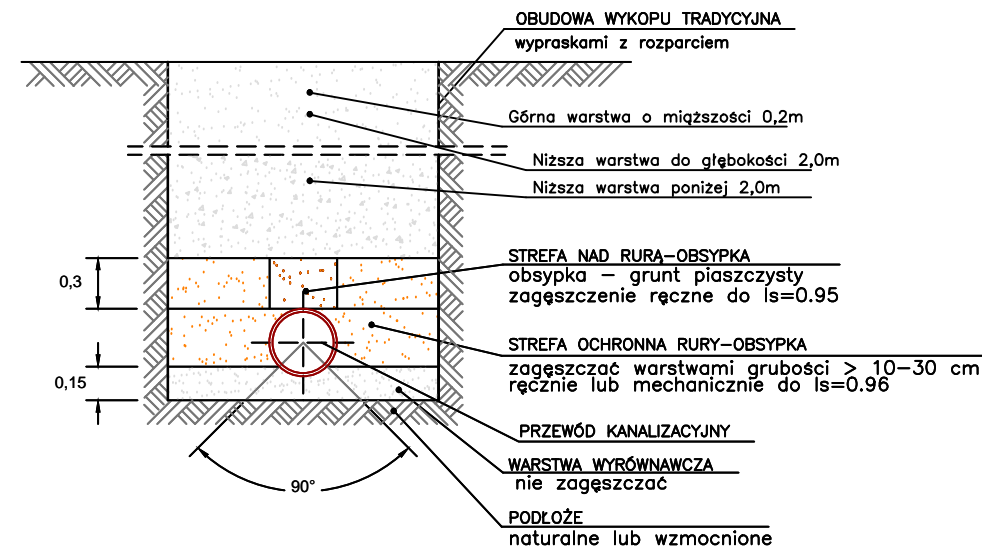 OBUDOWA WYKOPU TRADYCYJNA
wypraskami z rozparciem
Górna warstwa o miąższości 0,2m
Niższa warstwa do głębokości 2,0m
Niższa warstwa poniżej 2,0m
STREFA NAD RURĄ-OBSYPKA
obsypka – grunt piaszczysty
zagęszczenie ręczne do Is=0.95
0,3
STREFA OCHRONNA RURY-OBSYPKA
zagęszczać warstwami grubości > 10-30 cm
ręcznie lub mechanicznie do Is=0.96
0,15
PRZEWÓD KANALIZACYJNY
WARSTWA WYRÓWNAWCZA
nie zagęszczać
90°
PODŁOŻE
naturalne lub wzmocnione